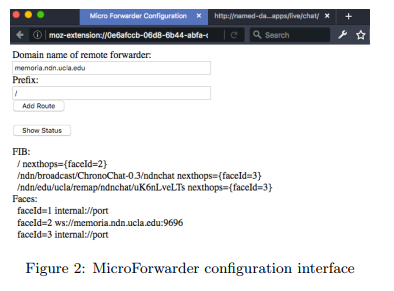 Micro Forwarder Configuration × http://named-da...apps/live/chat/ × +
moz-extension://0e6afccb-06d8-6b44-abfa-c Search
Domain name of remote forwarder:
memoria.ndn.ucla.edu
Prefix:
/
Add Route
Show Status
FIB:
/ nexthops={faceId=2}
/ndn/broadcast/ChronoChat-0.3/ndnchat nexthops={faceId=3}
/ndn/edu/ucla/remap/ndnchat/uK6nLveLTs nexthops={faceId=3}
Faces:
faceId=1 internal://port
faceId=2 ws://memoria.ndn.ucla.edu:9696
faceId=3 internal://port
Figure 2: MicroForwarder configuration interface